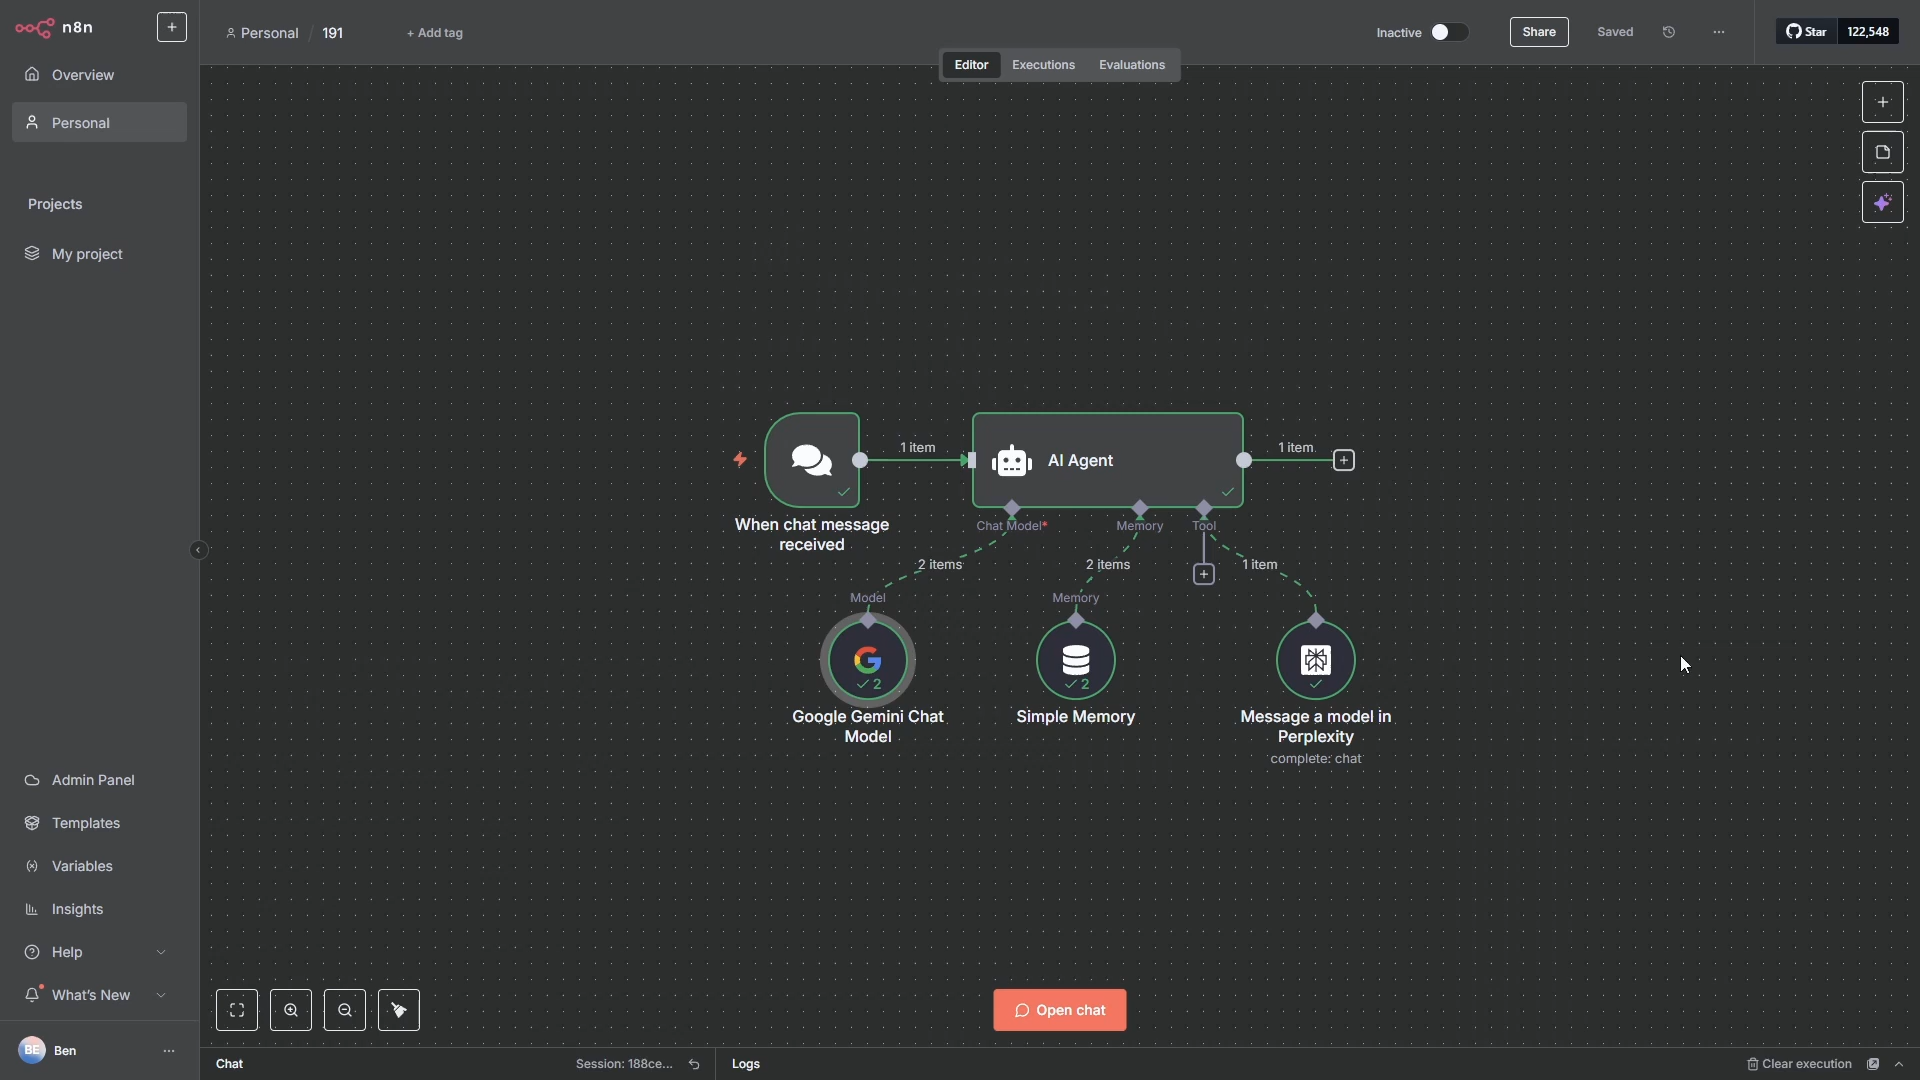 n8n
Personal / 191
+ Add tag
Inactive
Share
Saved
Star 122,548
Editor
Executions
Evaluations
Overview
Personal
Projects
My project
1 item
AI Agent
1 item
When chat message
received
Chat Model*
Memory
Tool
2 items
2 items
1 item
Model
Memory
2
2
Google Gemini Chat
Model
Simple Memory
Message a model in
Perplexity
complete: chat
Admin Panel
Templates
Variables
Insights
Help
What's New
Open chat
BE Ben
Chat
Session: 188ce...
Logs
Clear execution